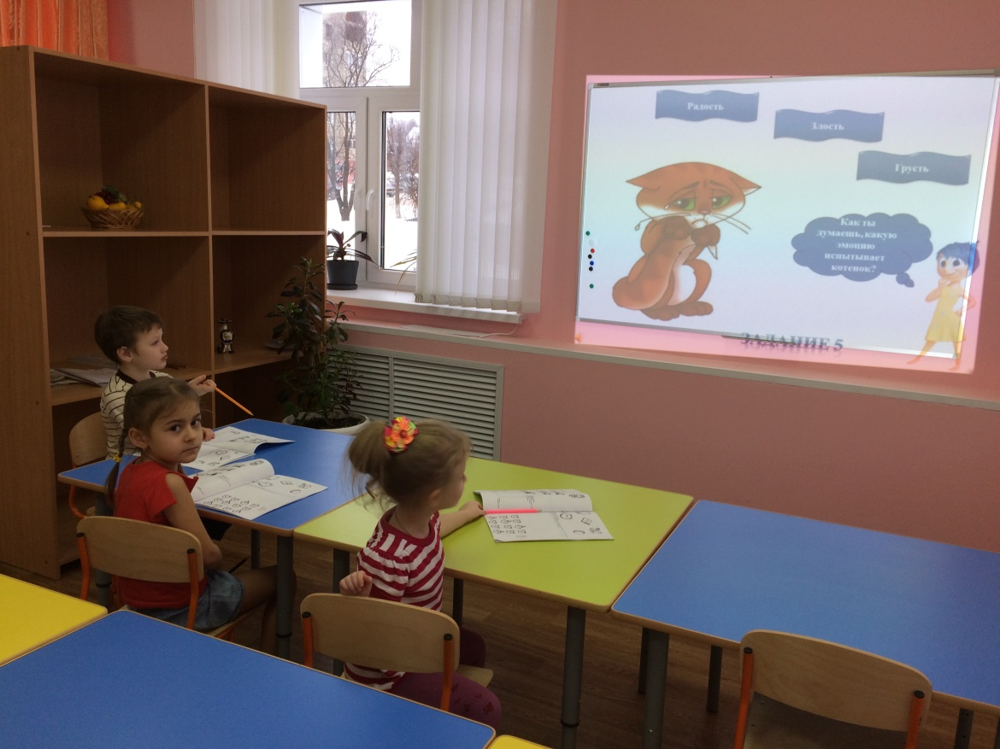 Радость
Злость
Грусть
Как ты
думаешь, какую
эмоцию
испытывает
котенок?
ЗАДАНИЕ 5